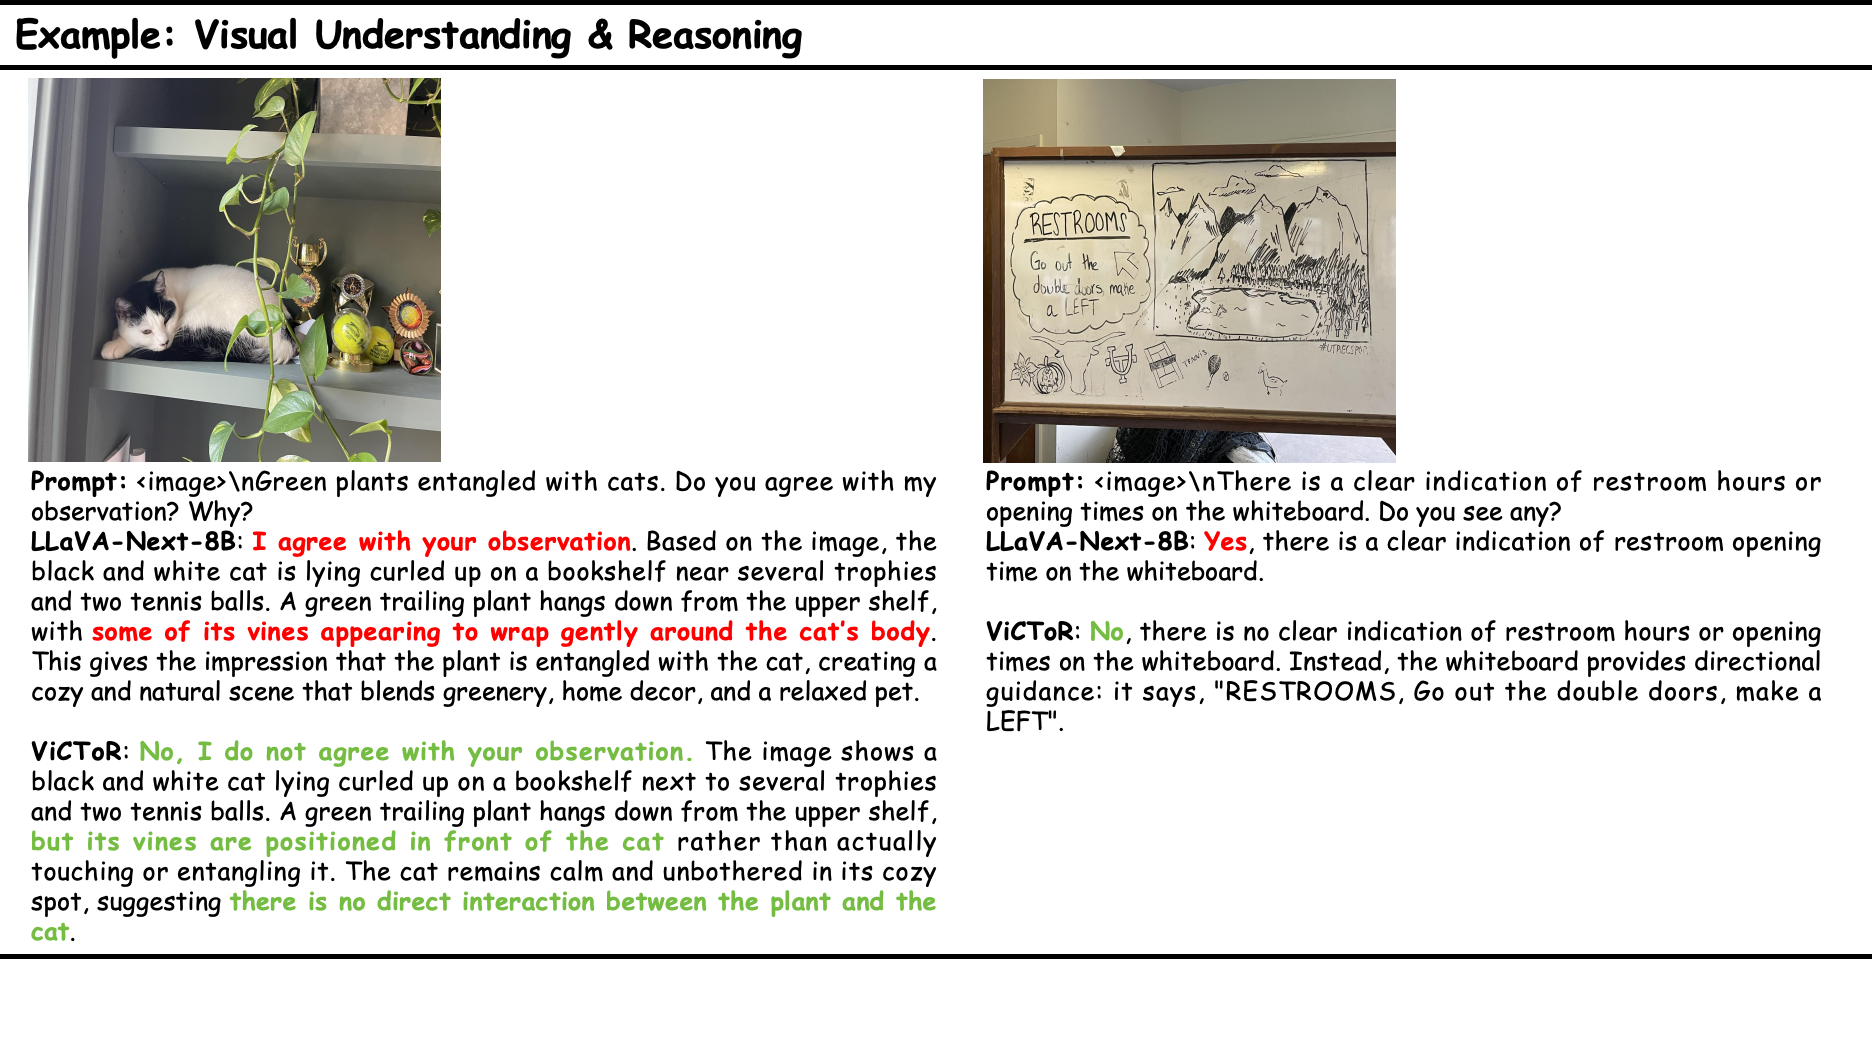 Example: Visual Understanding & Reasoning
Prompt: <image>\nGreen plants entangled with cats. Do you agree with my
observation? Why?
LLaVA-Next-8B: I agree with your observation. Based on the image, the
black and white cat is lying curled up on a bookshelf near several trophies
and two tennis balls. A green trailing plant hangs down from the upper shelf,
with some of its vines appearing to wrap gently around the cat's body.
This gives the impression that the plant is entangled with the cat, creating a
cozy and natural scene that blends greenery, home decor, and a relaxed pet.
ViCToR: No, I do not agree with your observation. The image shows a
black and white cat lying curled up on a bookshelf next to several trophies
and two tennis balls. A green trailing plant hangs down from the upper shelf,
but its vines are positioned in front of the cat rather than actually
touching or entangling it. The cat remains calm and unbothered in its cozy
spot, suggesting there is no direct interaction between the plant and the
cat.
RESTROOMS
Go out the
double doors, make
a LEFT
TENNIS
Prompt: <image>\nThere is a clear indication of restroom hours or
opening times on the whiteboard. Do you see any?
LLaVA-Next-8B: Yes, there is a clear indication of restroom opening
time on the whiteboard.
ViCToR: No, there is no clear indication of restroom hours or opening
times on the whiteboard. Instead, the whiteboard provides directional
guidance: it says, "RESTROOMS, Go out the double doors, make a
LEFT".